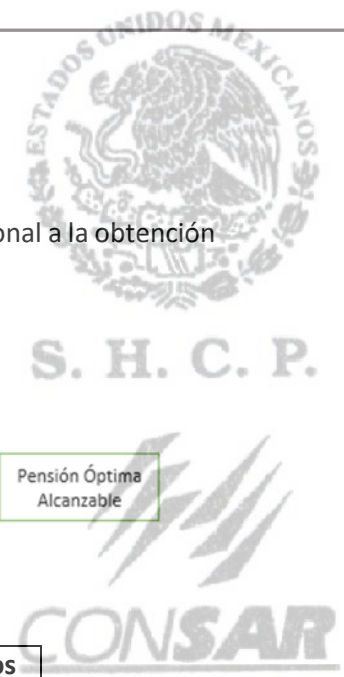 ESTADOS UNIDOS MEXICANOS
onal a la obtención
S. H. C. P.
Pensión Óptima
Alcanzable
CONSAR
os